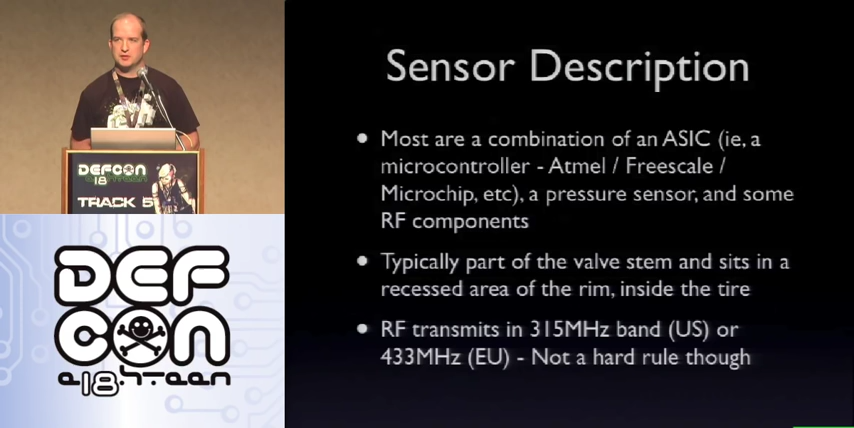 DEFCON
18
TRACK 5
DEF
CON
e18hteen
Sensor Description
• Most are a combination of an ASIC (ie, a
microcontroller - Atmel / Freescale /
Microchip, etc), a pressure sensor, and some
RF components
• Typically part of the valve stem and sits in a
recessed area of the rim, inside the tire
• RF transmits in 315MHz band (US) or
433MHz (EU) - Not a hard rule though